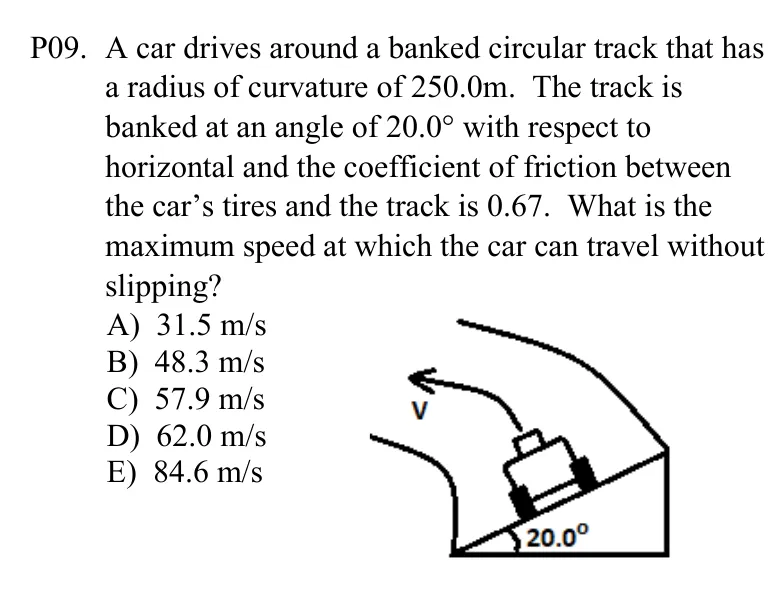 P09. A car drives around a banked circular track that has
a radius of curvature of 250.0m. The track is
banked at an angle of 20.0° with respect to
horizontal and the coefficient of friction between
the car’s tires and the track is 0.67. What is the
maximum speed at which the car can travel without
slipping?
A) 31.5 m/s
B) 48.3 m/s
C) 57.9 m/s
D) 62.0 m/s
E) 84.6 m/s
V
20.0°